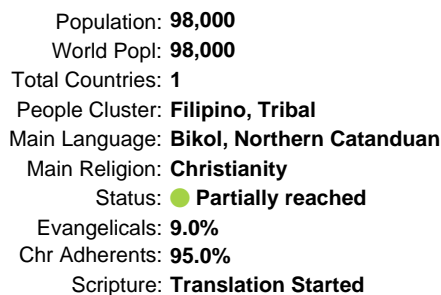 Population: 98,000
World Popl: 98,000
Total Countries: 1
People Cluster: Filipino, Tribal
Main Language: Bikol, Northern Catanduan
Main Religion: Christianity
Status: Partially reached
Evangelicals: 9.0%
Chr Adherents: 95.0%
Scripture: Translation Started